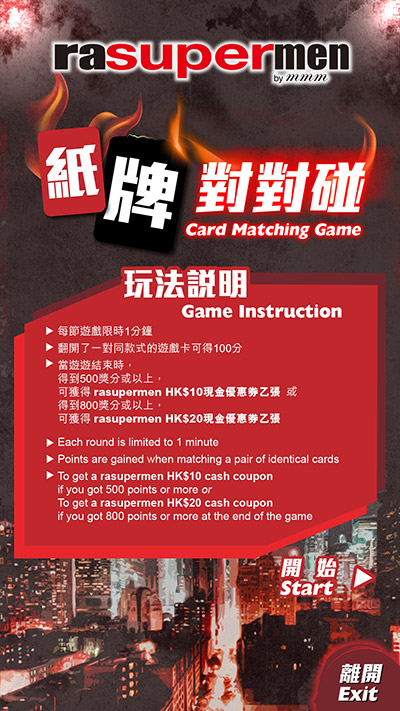 rasupermen
by mmm
紙牌對對碰
Card Matching Game
玩法説明
Game Instruction
▶ 每節遊戲限時1分鐘
▶ 翻開了一對同款式的遊戲卡可得100分
▶ 當遊遊結束時，
得到500獎分或以上，
可獲得 rasupermen HK$10現金優惠券乙張 或
得到800獎分或以上，
可獲得 rasupermen HK$20現金優惠券乙張
▶ Each round is limited to 1 minute
▶ Points are gained when matching a pair of identical cards
▶ To get a rasupermen HK$10 cash coupon
if you got 500 points or more or
To get a rasupermen HK$20 cash coupon
if you got 800 points or more at the end of the game
開始
Start
離開
Exit